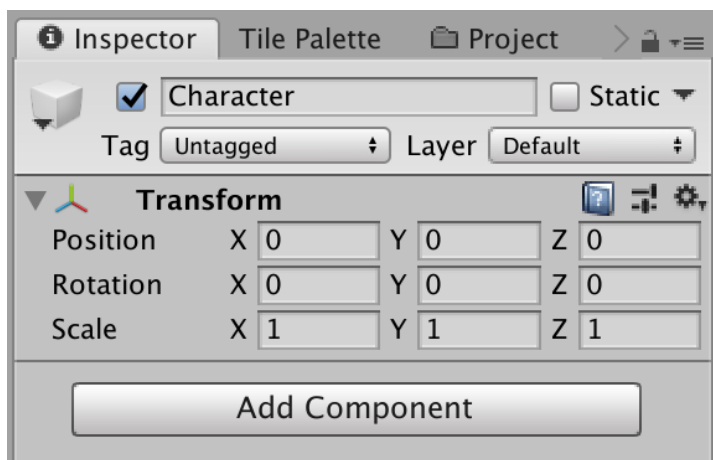 Inspector Tile Palette Project
Character Static
Tag Untagged Layer Default
Transform
Position X 0 Y 0 Z 0
Rotation X 0 Y 0 Z 0
Scale X 1 Y 1 Z 1
Add Component